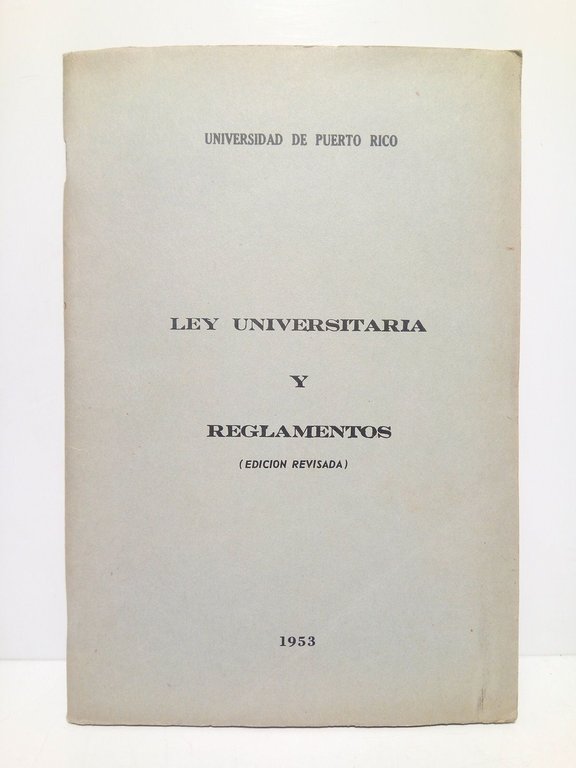 UNIVERSIDAD DE PUERTO RICO
LEY UNIVERSITARIA
Y
REGLAMENTOS
(EDICION REVISADA)
1953